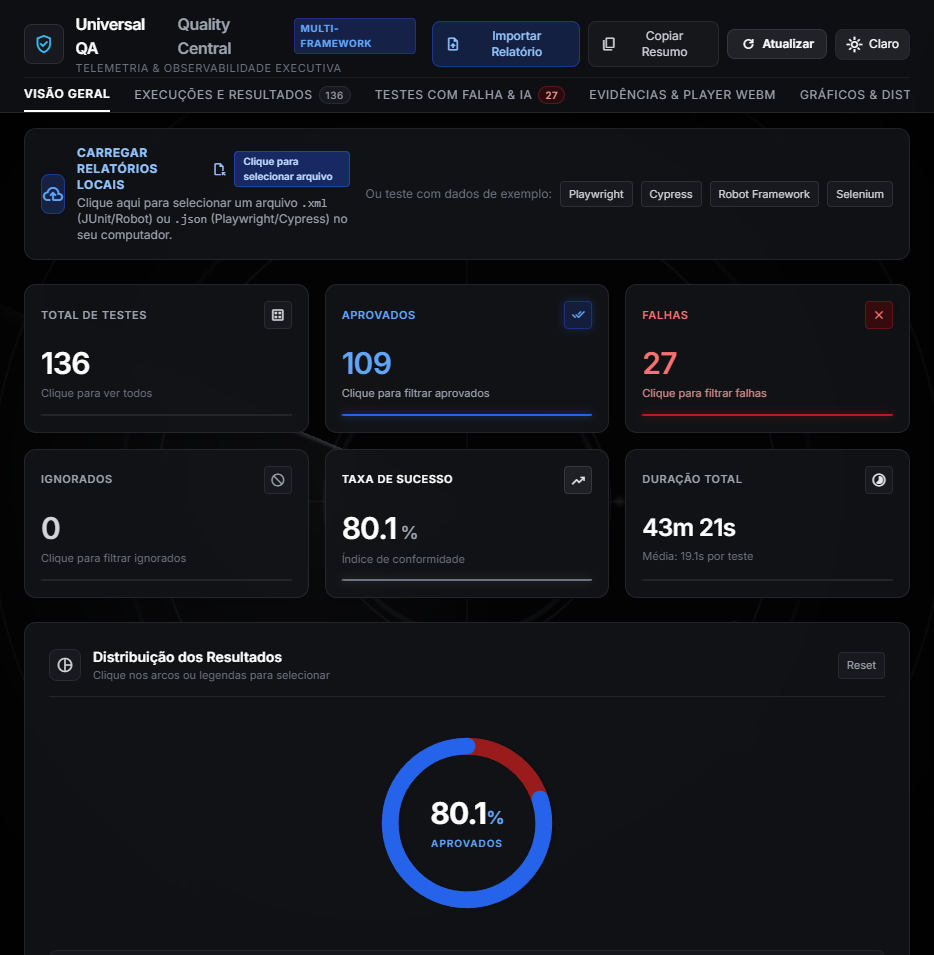 Universal QA
Quality Central
MULTI-FRAMEWORK
TELEMETRIA & OBSERVABILIDADE EXECUTIVA
Importar Relatório
Copiar Resumo
Atualizar
Claro
VISÃO GERAL
EXECUÇÕES E RESULTADOS 136
TESTES COM FALHA & IA 27
EVIDÊNCIAS & PLAYER WEBM
GRÁFICOS & DIST
CARREGAR
RELATÓRIOS
LOCAIS
Clique para
selecionar arquivo
Clique aqui para selecionar um arquivo .xml
(JUnit/Robot) ou .json (Playwright/Cypress) no
seu computador.
Ou teste com dados de exemplo:
Playwright
Cypress
Robot Framework
Selenium
TOTAL DE TESTES
136
Clique para ver todos
APROVADOS
109
Clique para filtrar aprovados
FALHAS
27
Clique para filtrar falhas
IGNORADOS
0
Clique para filtrar ignorados
TAXA DE SUCESSO
80.1 %
Índice de conformidade
DURAÇÃO TOTAL
43m 21s
Média: 19.1s por teste
Distribuição dos Resultados
Clique nos arcos ou legendas para selecionar
Reset
80.1%
APROVADOS